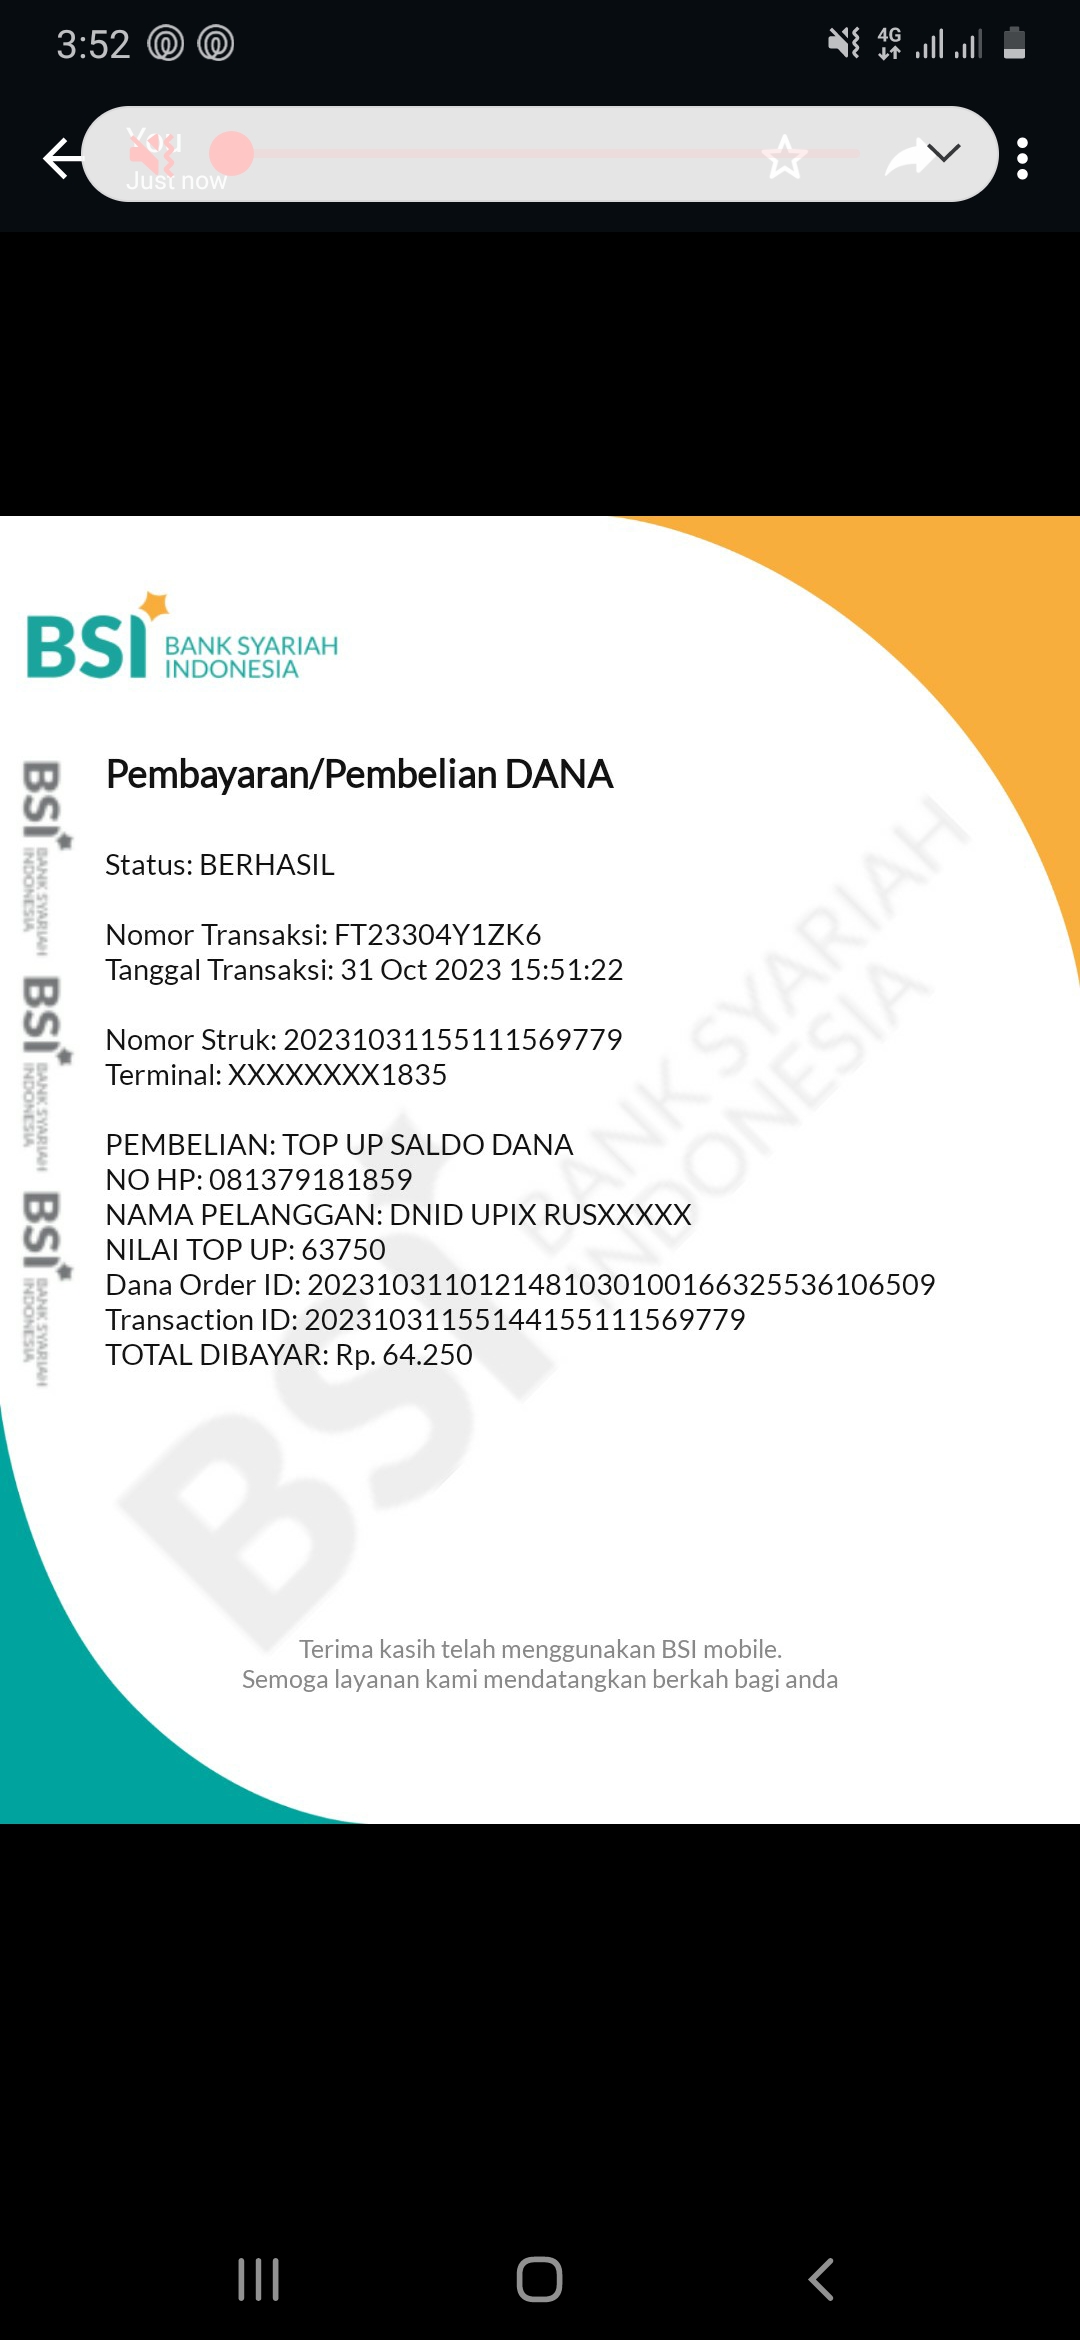 3:52
4G
You
Just now
BSI BANK SYARIAH
INDONESIA
Pembayaran/Pembelian DANA
Status: BERHASIL
Nomor Transaksi: FT23304Y1ZK6
Tanggal Transaksi: 31 Oct 2023 15:51:22
Nomor Struk: 20231031155111569779
Terminal: XXXXXXXX1835
PEMBELIAN: TOP UP SALDO DANA
NO HP: 081379181859
NAMA PELANGGAN: DNID UPIX RUSXXXXX
NILAI TOP UP: 63750
Dana Order ID: 20231031101214810301001663255361​06509
Transaction ID: 20231031155144155111569779
TOTAL DIBAYAR: Rp. 64.250
BSI BANK SYARIAH
INDONESIA
BSI BANK SYARIAH
INDONESIA
BSI BANK SYARIAH
INDONESIA
BSI BANK SYARIAH
INDONESIA
Terima kasih telah menggunakan BSI mobile.
Semoga layanan kami mendatangkan berkah bagi anda